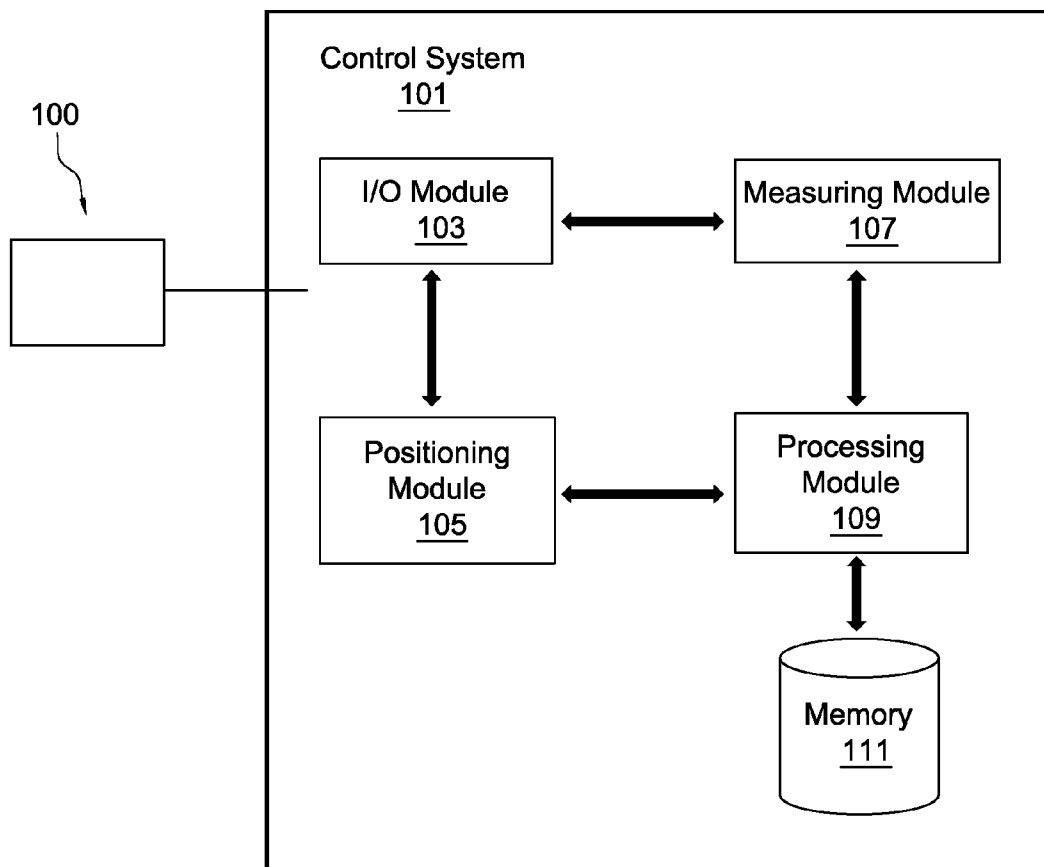 Control System
101
100
I/O Module
103
Measuring Module
107
Positioning
Module
105
Processing
Module
109
Memory
111